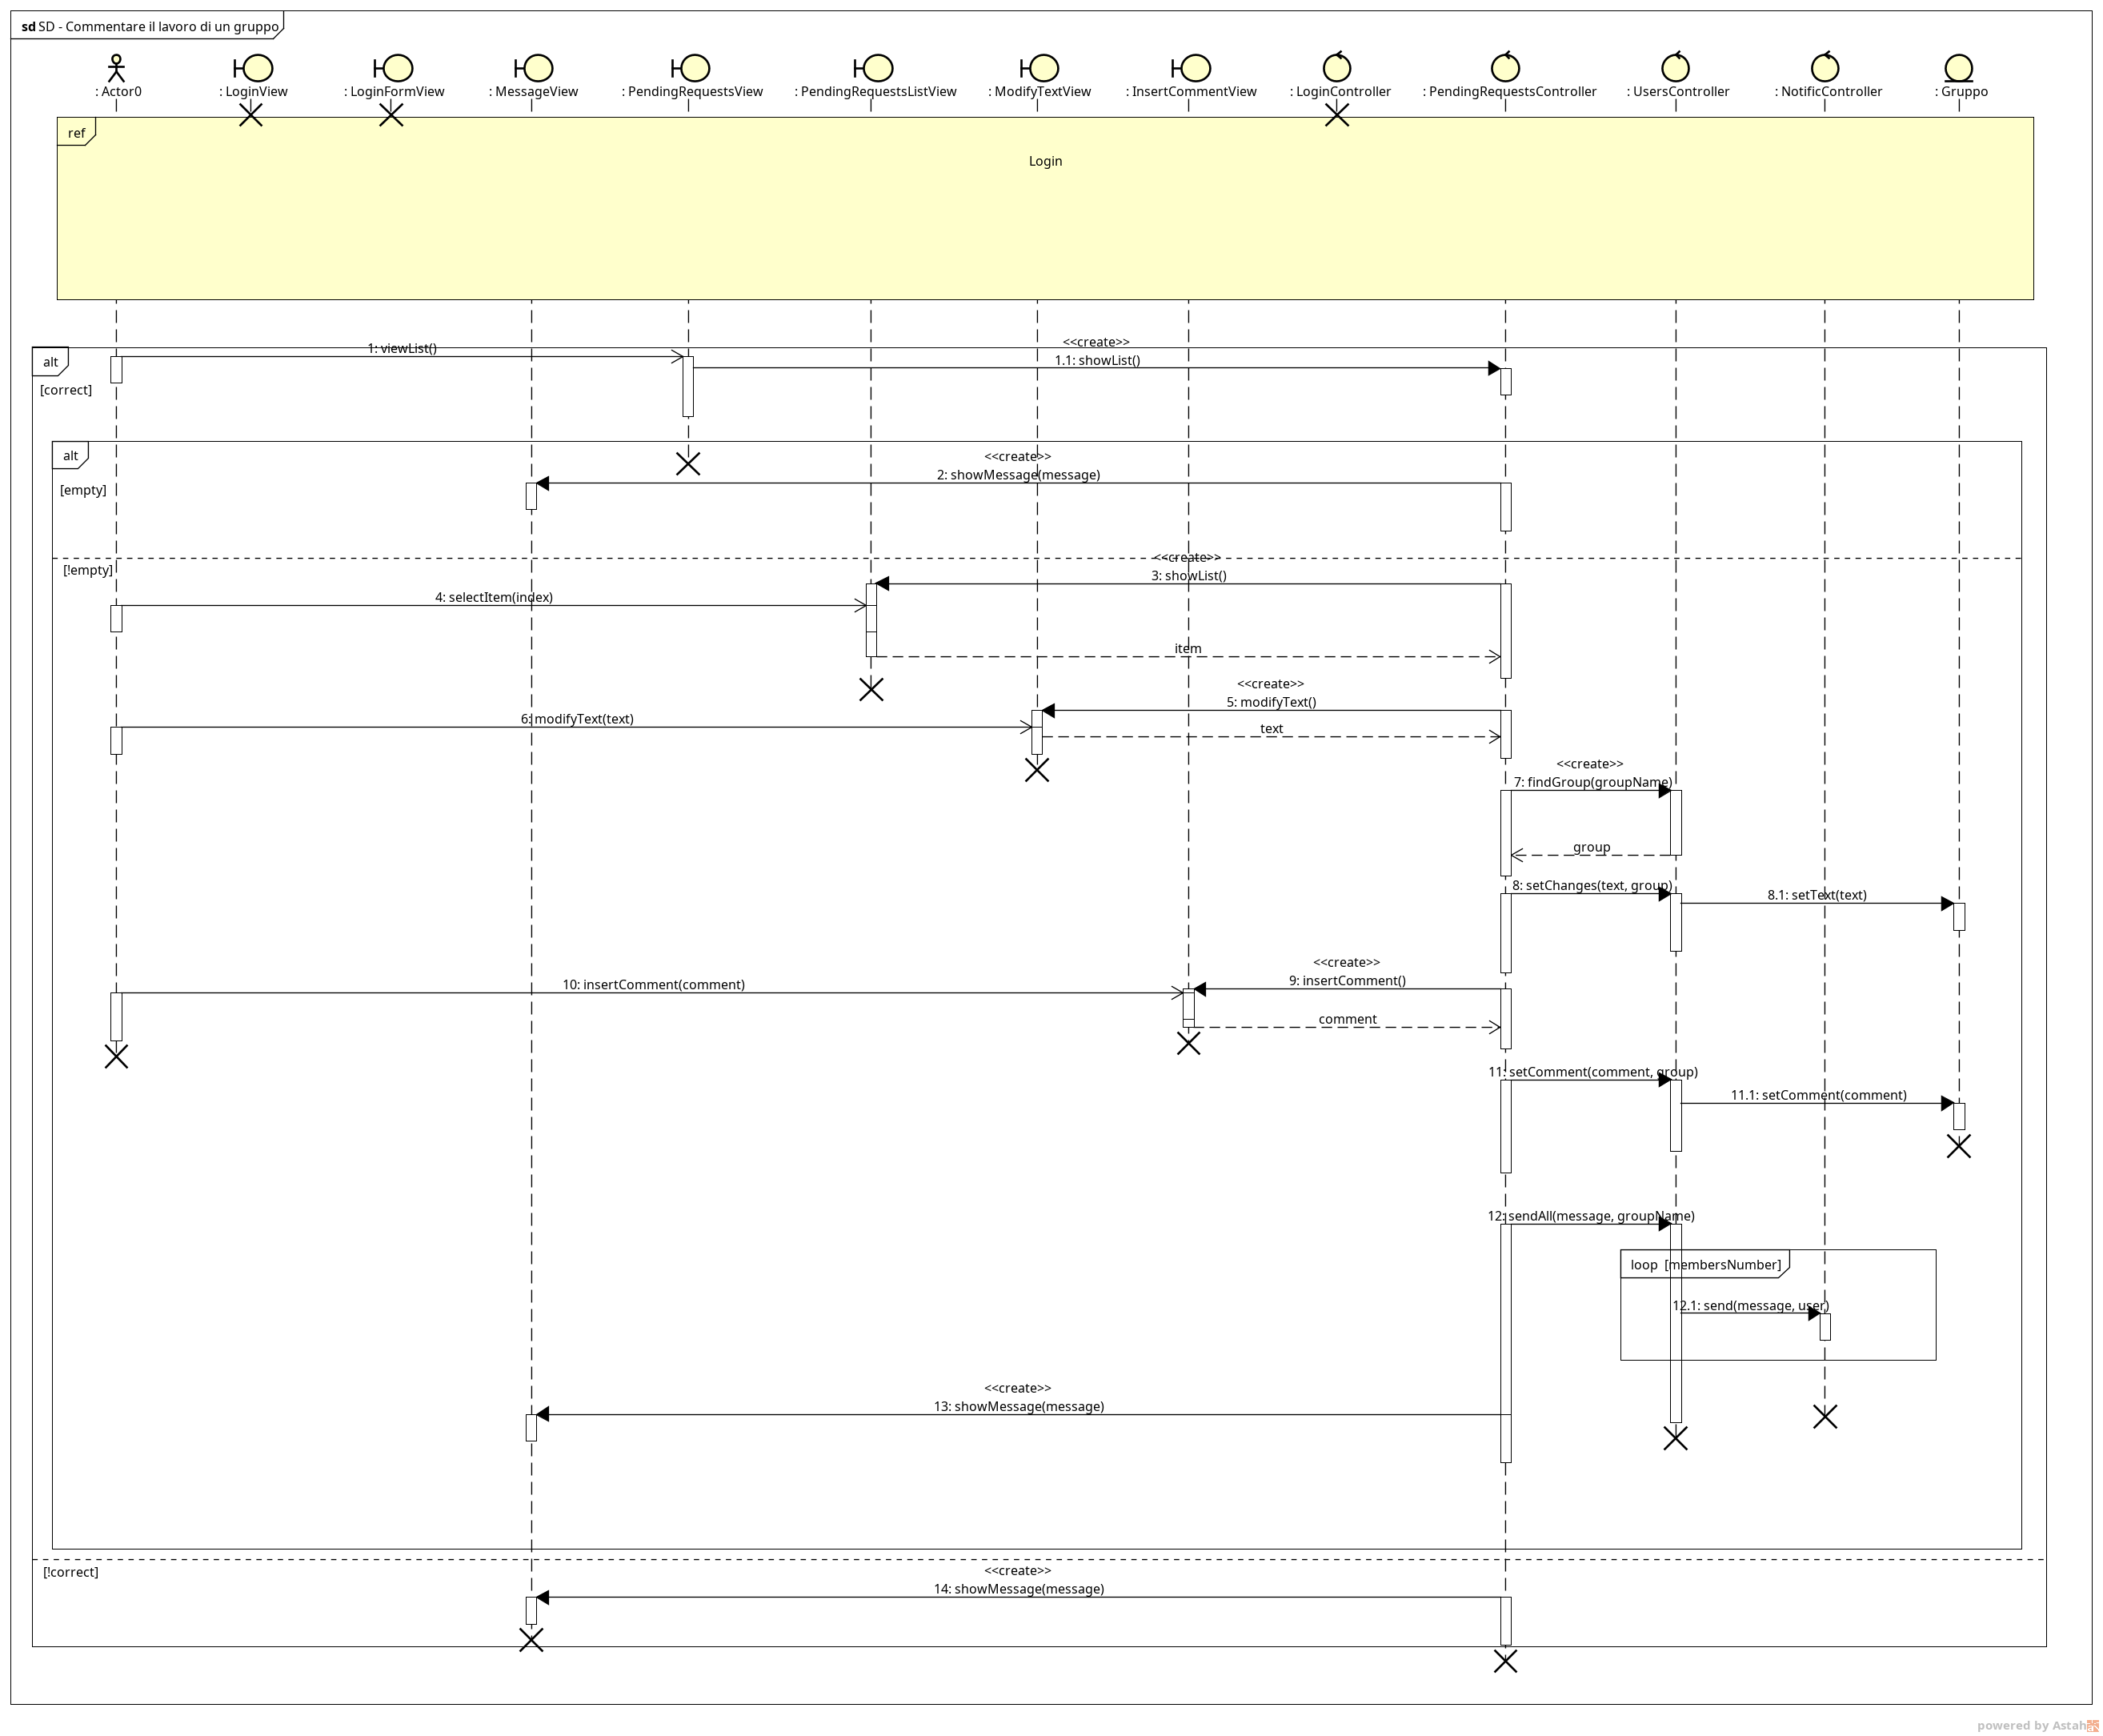 sd SD - Commentare il lavoro di un gruppo
: Actor0
: LoginView
: LoginFormView
: MessageView
: PendingRequestsView
: PendingRequestsListView
: ModifyTextView
: InsertCommentView
: LoginController
: PendingRequestsController
: UsersController
: NotificController
: Gruppo
ref
Login
alt
[correct]
1: viewList()
<<create>>
1.1: showList()
alt
[empty]
<<create>>
2: showMessage(message)
[!empty]
<<create>>
3: showList()
4: selectItem(index)
item
<<create>>
5: modifyText()
6: modifyText(text)
text
<<create>>
7: findGroup(groupName)
group
8: setChanges(text, group)
8.1: setText(text)
<<create>>
9: insertComment()
10: insertComment(comment)
comment
11: setComment(comment, group)
11.1: setComment(comment)
12: sendAll(message, groupName)
loop [membersNumber]
12.1: send(message, user)
<<create>>
13: showMessage(message)
[!correct]
<<create>>
14: showMessage(message)
powered by Astah